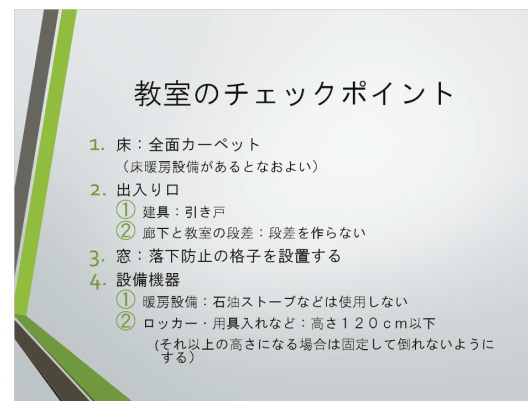 教室のチェックポイント
1. 床：全面カーペット
（床暖房設備があるとなおよい）
2. 出入り口
① 建具：引き戸
② 廊下と教室の段差：段差を作らない
3. 窓：落下防止の格子を設置する
4. 設備機器
① 暖房設備：石油ストーブなどは使用しない
② ロッカー・用具入れなど：高さ１２０ｃｍ以下
(それ以上の高さになる場合は固定して倒れないように
する）